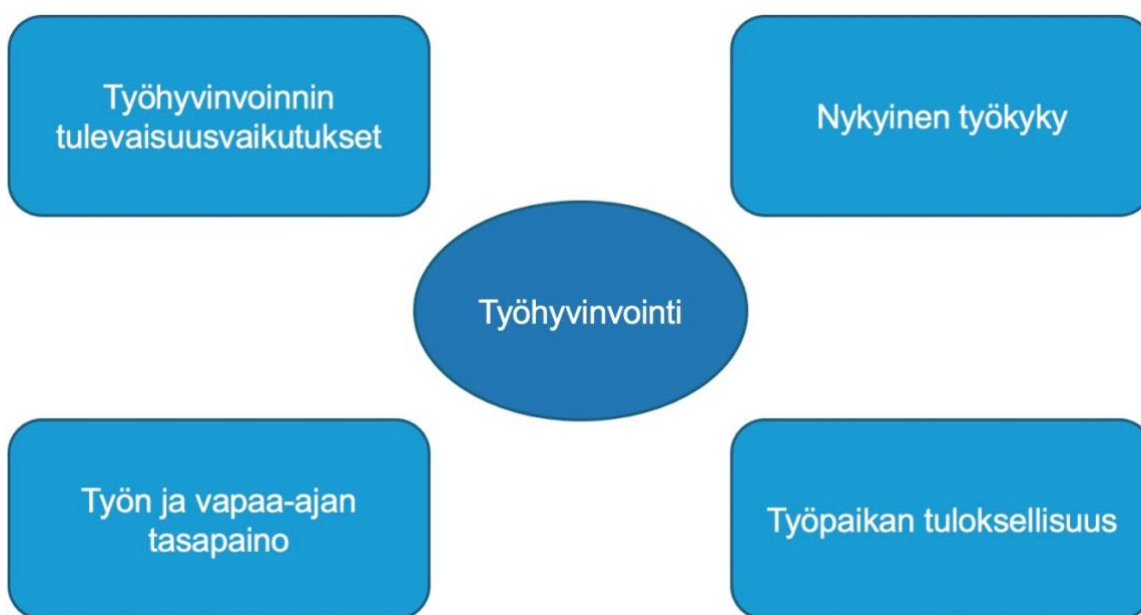 Työhyvinvoinnin
tulevaisuusvaikutukset
Nykyinen työkyky
Työhyvinvointi
Työn ja vapaa-ajan
tasapaino
Työpaikan tuloksellisuus